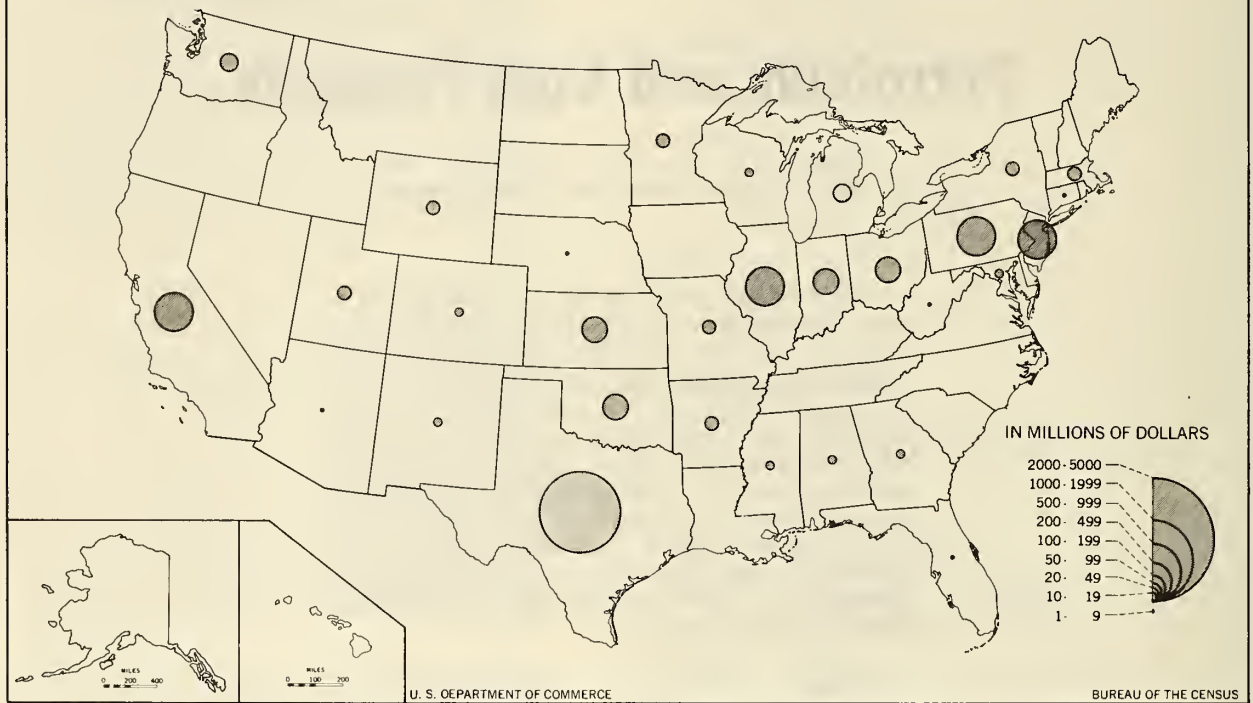 IN MILLIONS OF DOLLARS
2000 - 5000
1000 - 1999
500 - 999
200 - 499
100 - 199
50 - 99
20 - 49
10 - 19
1 - 9
MILES
0 200 400
MILES
0 100 200
U. S. DEPARTMENT OF COMMERCE
BUREAU OF THE CENSUS